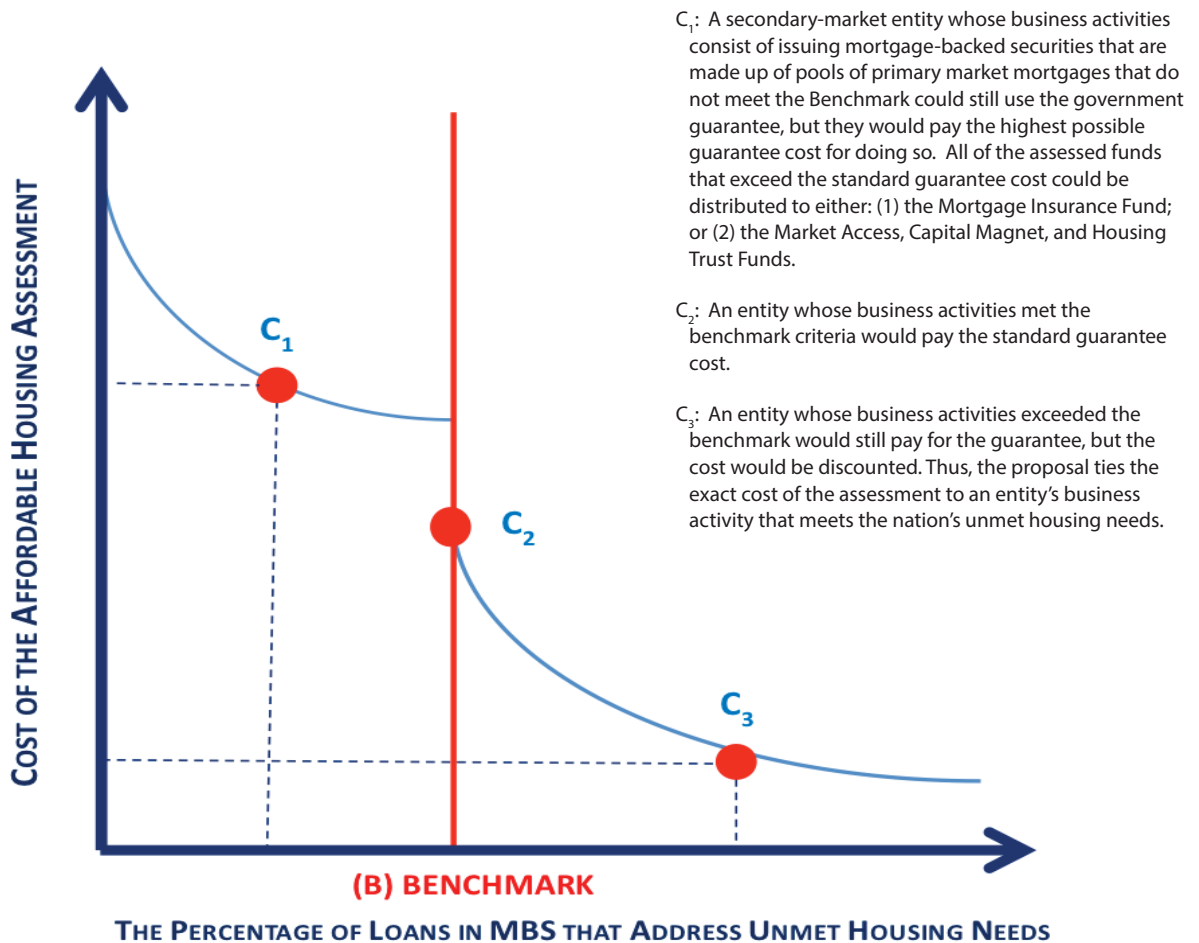 C₁: A secondary-market entity whose business activities
consist of issuing mortgage-backed securities that are
made up of pools of primary market mortgages that do
not meet the Benchmark could still use the government
guarantee, but they would pay the highest possible
guarantee cost for doing so. All of the assessed funds
that exceed the standard guarantee cost could be
distributed to either: (1) the Mortgage Insurance Fund;
or (2) the Market Access, Capital Magnet, and Housing
Trust Funds.
C₂: An entity whose business activities met the
benchmark criteria would pay the standard guarantee
cost.
C₃: An entity whose business activities exceeded the
benchmark would still pay for the guarantee, but the
cost would be discounted. Thus, the proposal ties the
exact cost of the assessment to an entity’s business
activity that meets the nation’s unmet housing needs.
COST OF THE AFFORDABLE HOUSING ASSESSMENT
C₁
C₂
C₃
(B) BENCHMARK
THE PERCENTAGE OF LOANS IN MBS THAT ADDRESS UNMET HOUSING NEEDS